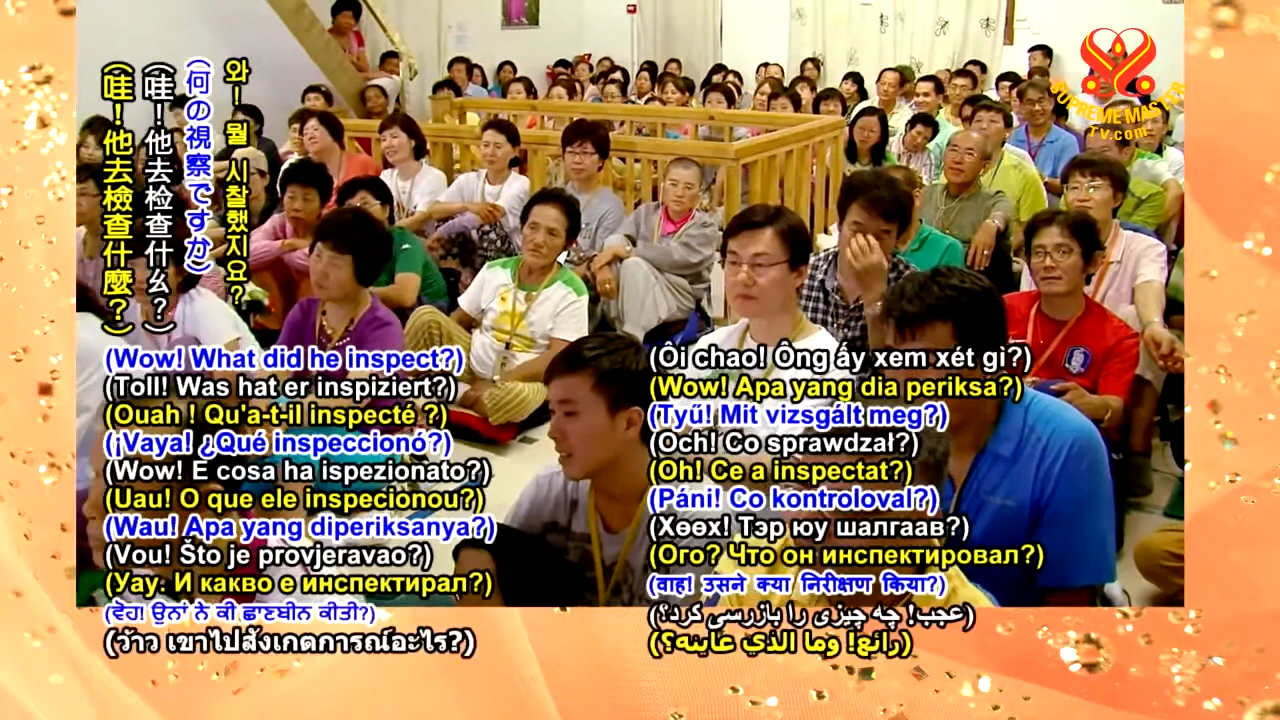 와! 뭘 시찰했지요?
(何の視察ですか)
(哇！他去检查什么？)
(哇！他去檢查什麼？)
(Wow! What did he inspect?)
(Toll! Was hat er inspiziert?)
(Ouah ! Qu'a-t-il inspecté ?)
(¡Vaya! ¿Qué inspeccionó?)
(Wow! E cosa ha ispezionato?)
(Uau! O que ele inspecionou?)
(Wau! Apa yang diperiksanya?)
(Vou! Što je provjeravao?)
(Уау. И какво е инспектирал?)
(ਵੋਹ! ਉਨਾਂ ਨੇ ਕੀ ਛਾਣਬੀਨ ਕੀਤੀ?)
(ว้าว เขาไปสังเกตการณ์อะไร?)
(Ôi chao! Ông ấy xem xét gì?)
(Wow! Apa yang dia periksa?)
(Tyű! Mit vizsgált meg?)
(Och! Co sprawdzał?)
(Oh! Ce a inspectat?)
(Páni! Co kontroloval?)
(Хөөх! Тэр юу шалгаав?)
(Ого? Что он инспектировал?)
(वाह! उसने क्या निरीक्षण किया?)
(عجب! چه چیزی را بازرسی کرد؟)
(رائع! وما الذي عاينه؟)
SUPREME MASTER
TV.com